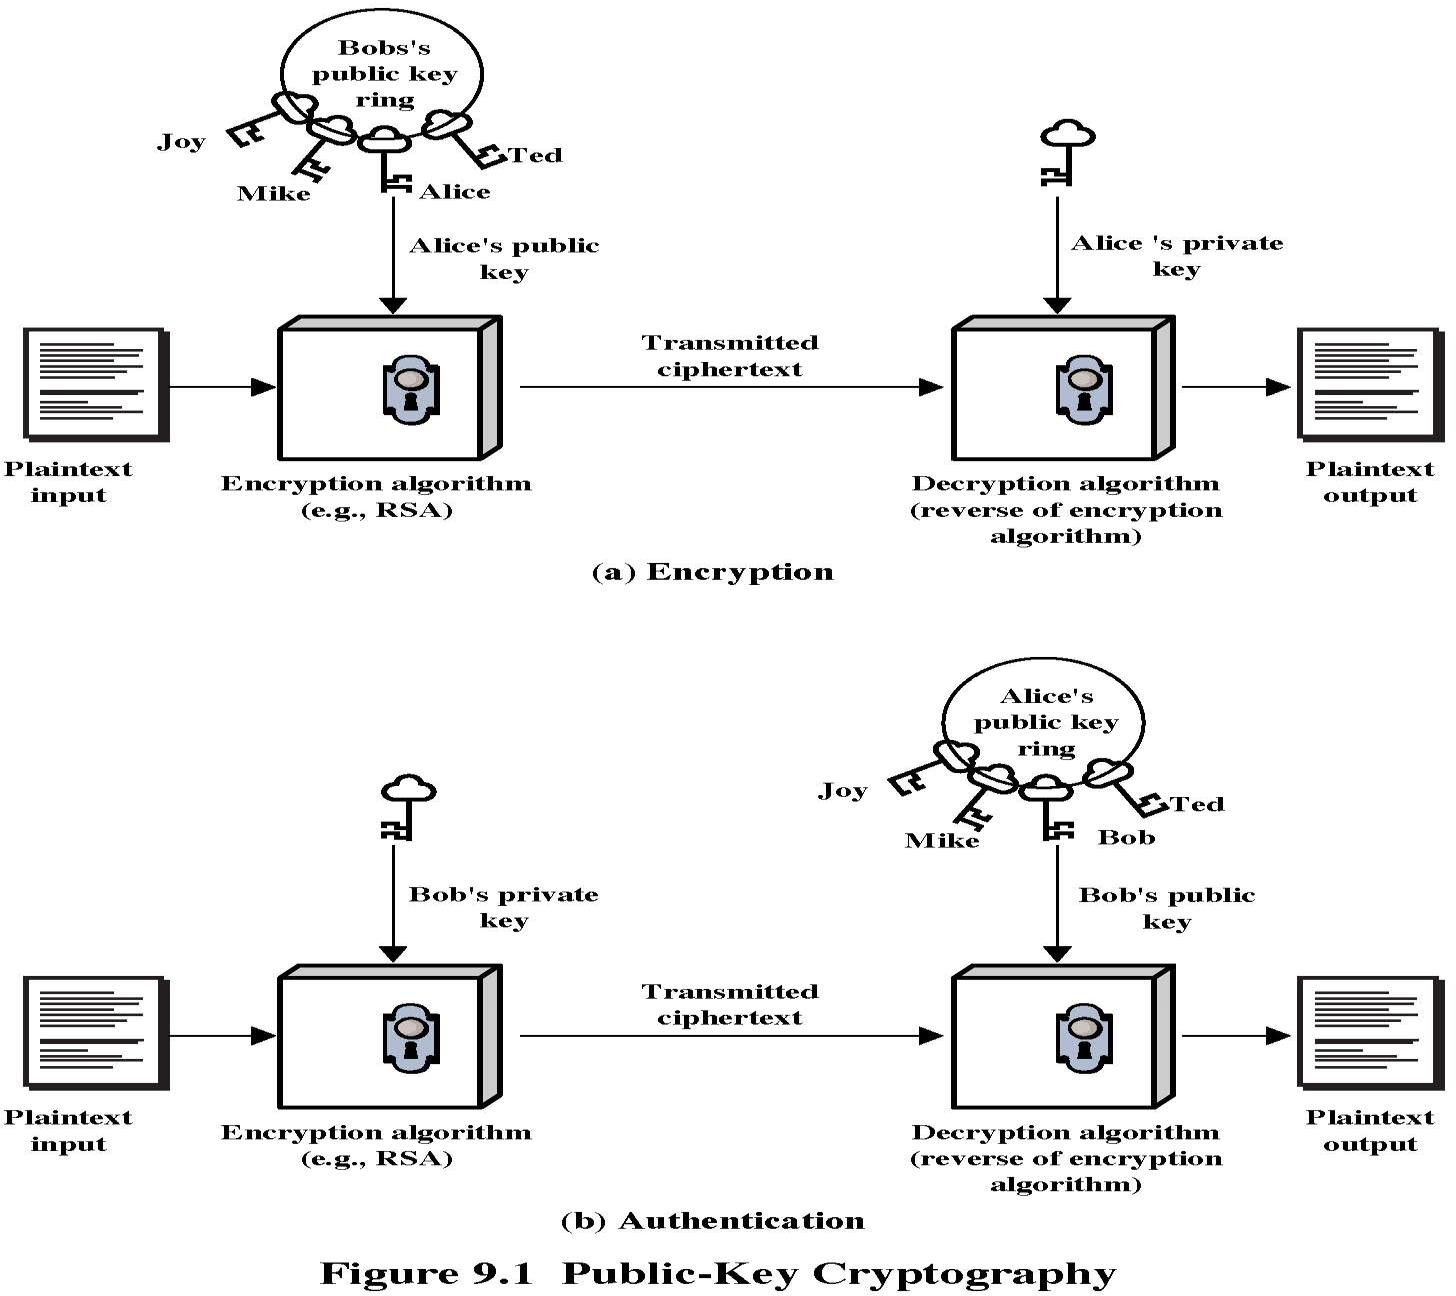 Bobs's
public key
ring
Joy
Ted
Mike
Alice
Alice's public
key
Alice 's private
key
Transmitted
ciphertext
Plaintext
input
Encryption algorithm
(e.g., RSA)
Decryption algorithm
(reverse of encryption
algorithm)
Plaintext
output
(a) Encryption
Alice's
public key
ring
Joy
Ted
Mike
Bob
Bob's private
key
Bob's public
key
Transmitted
ciphertext
Plaintext
input
Encryption algorithm
(e.g., RSA)
Decryption algorithm
(reverse of encryption
algorithm)
Plaintext
output
(b) Authentication
Figure 9.1 Public-Key Cryptography